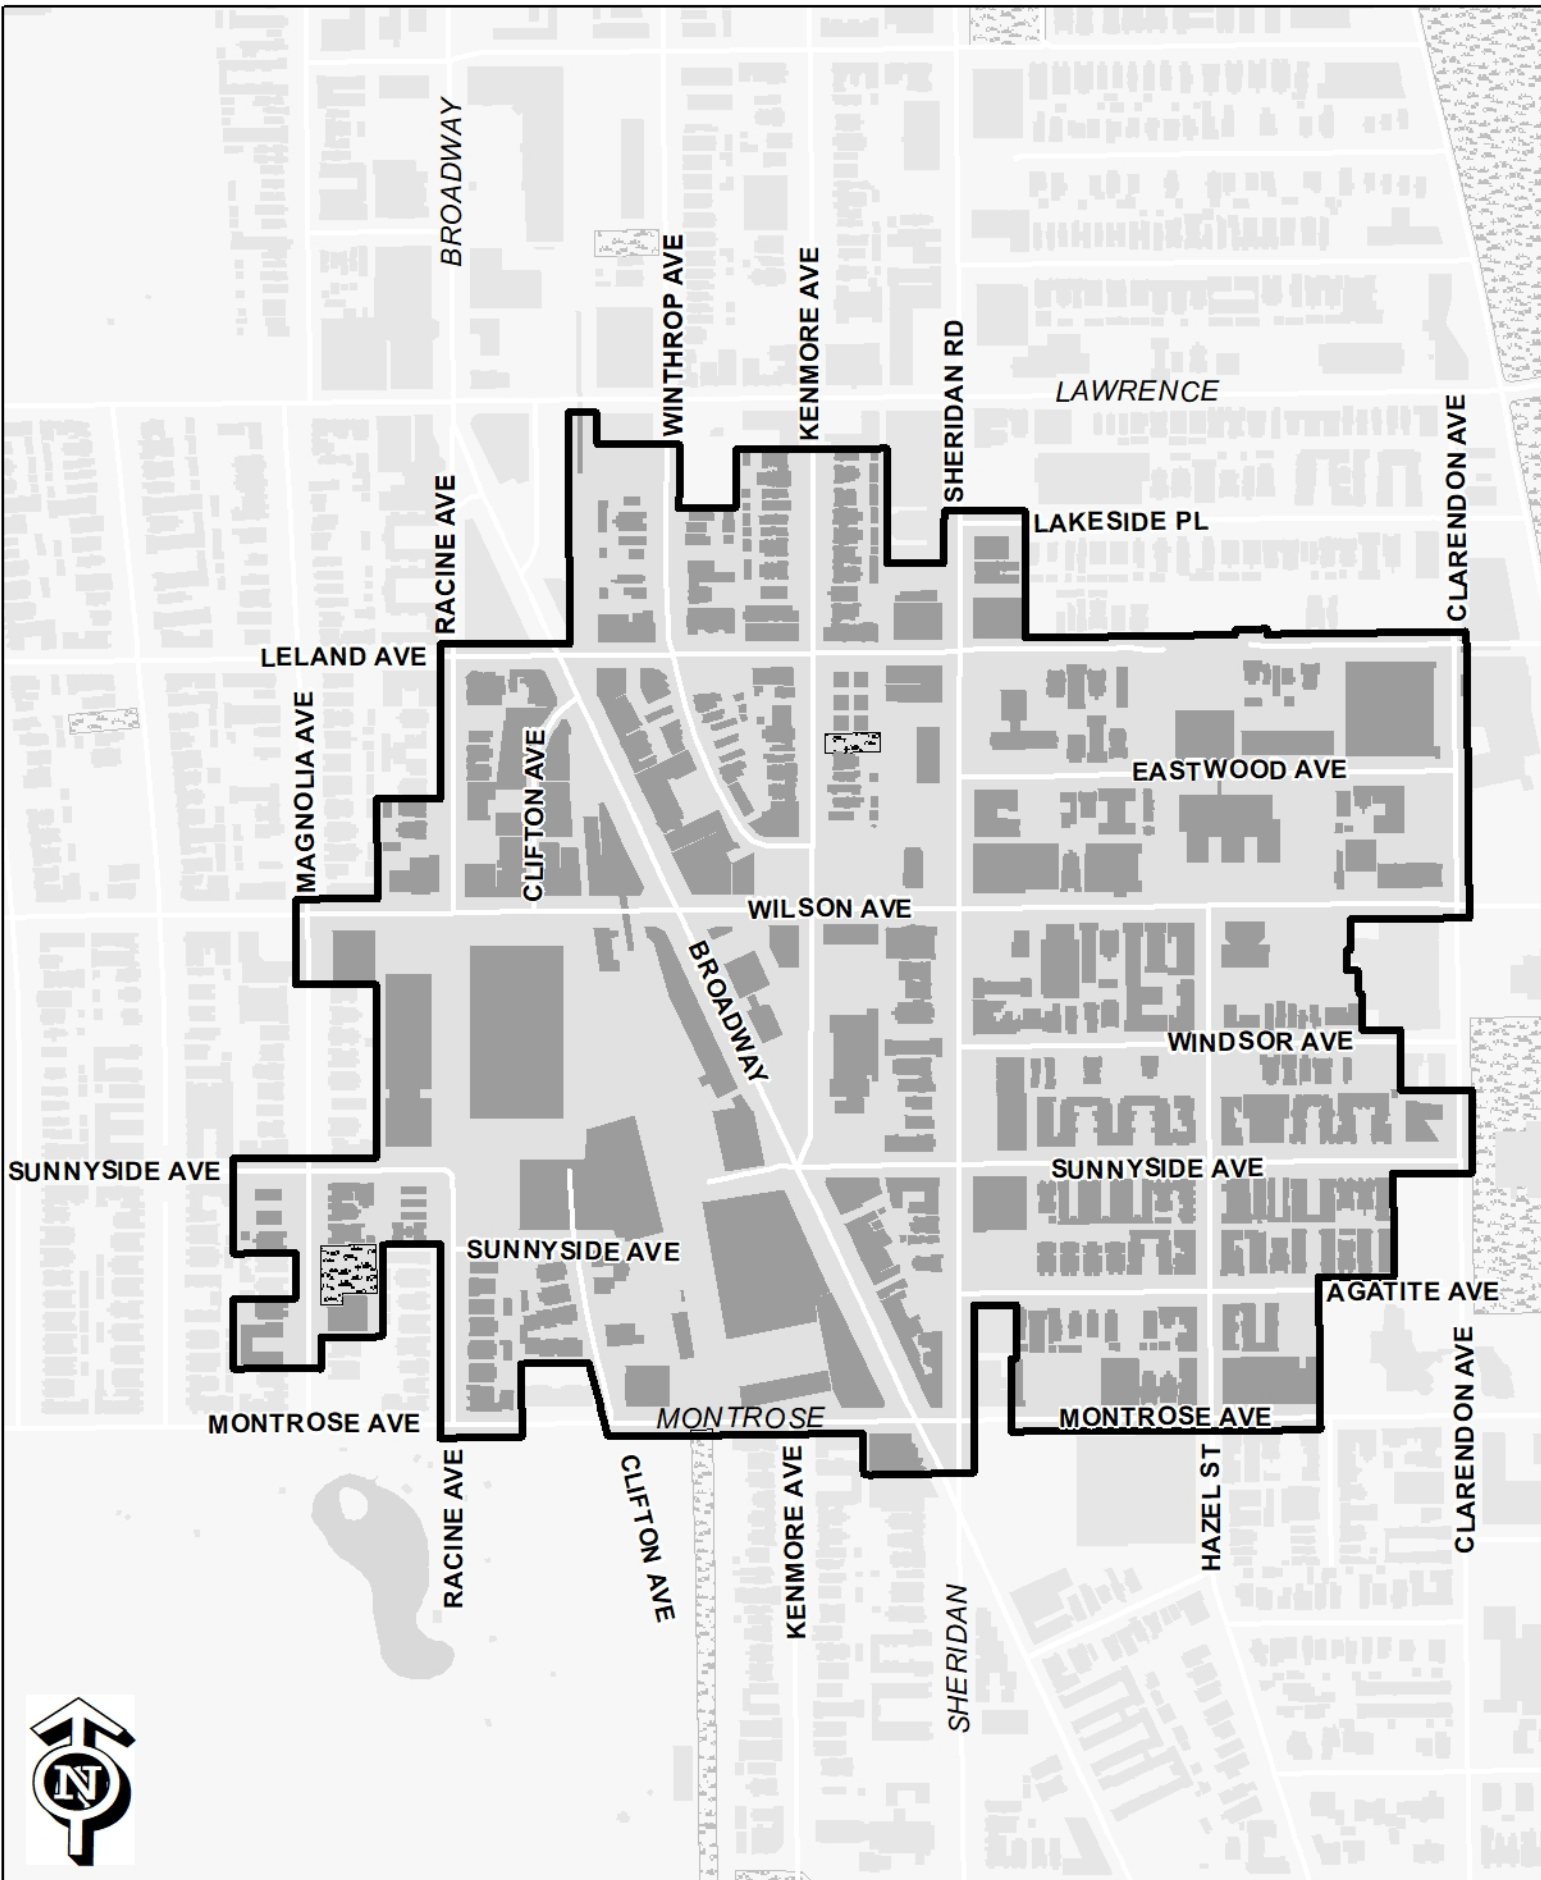 BROADWAY
WINTHROP AVE
KENMORE AVE
SHERIDAN RD
LAWRENCE
CLARENDON AVE
RACINE AVE
LAKESIDE PL
LELAND AVE
MAGNOLIA AVE
CLIFTON AVE
EASTWOOD AVE
WILSON AVE
BROADWAY
WINDSOR AVE
SUNNYSIDE AVE
SUNNYSIDE AVE
SUNNYSIDE AVE
AGATITE AVE
MONTROSE AVE
MONTROSE
MONTROSE AVE
RACINE AVE
CLIFTON AVE
KENMORE AVE
SHERIDAN
HAZEL ST
CLARENDON AVE
N